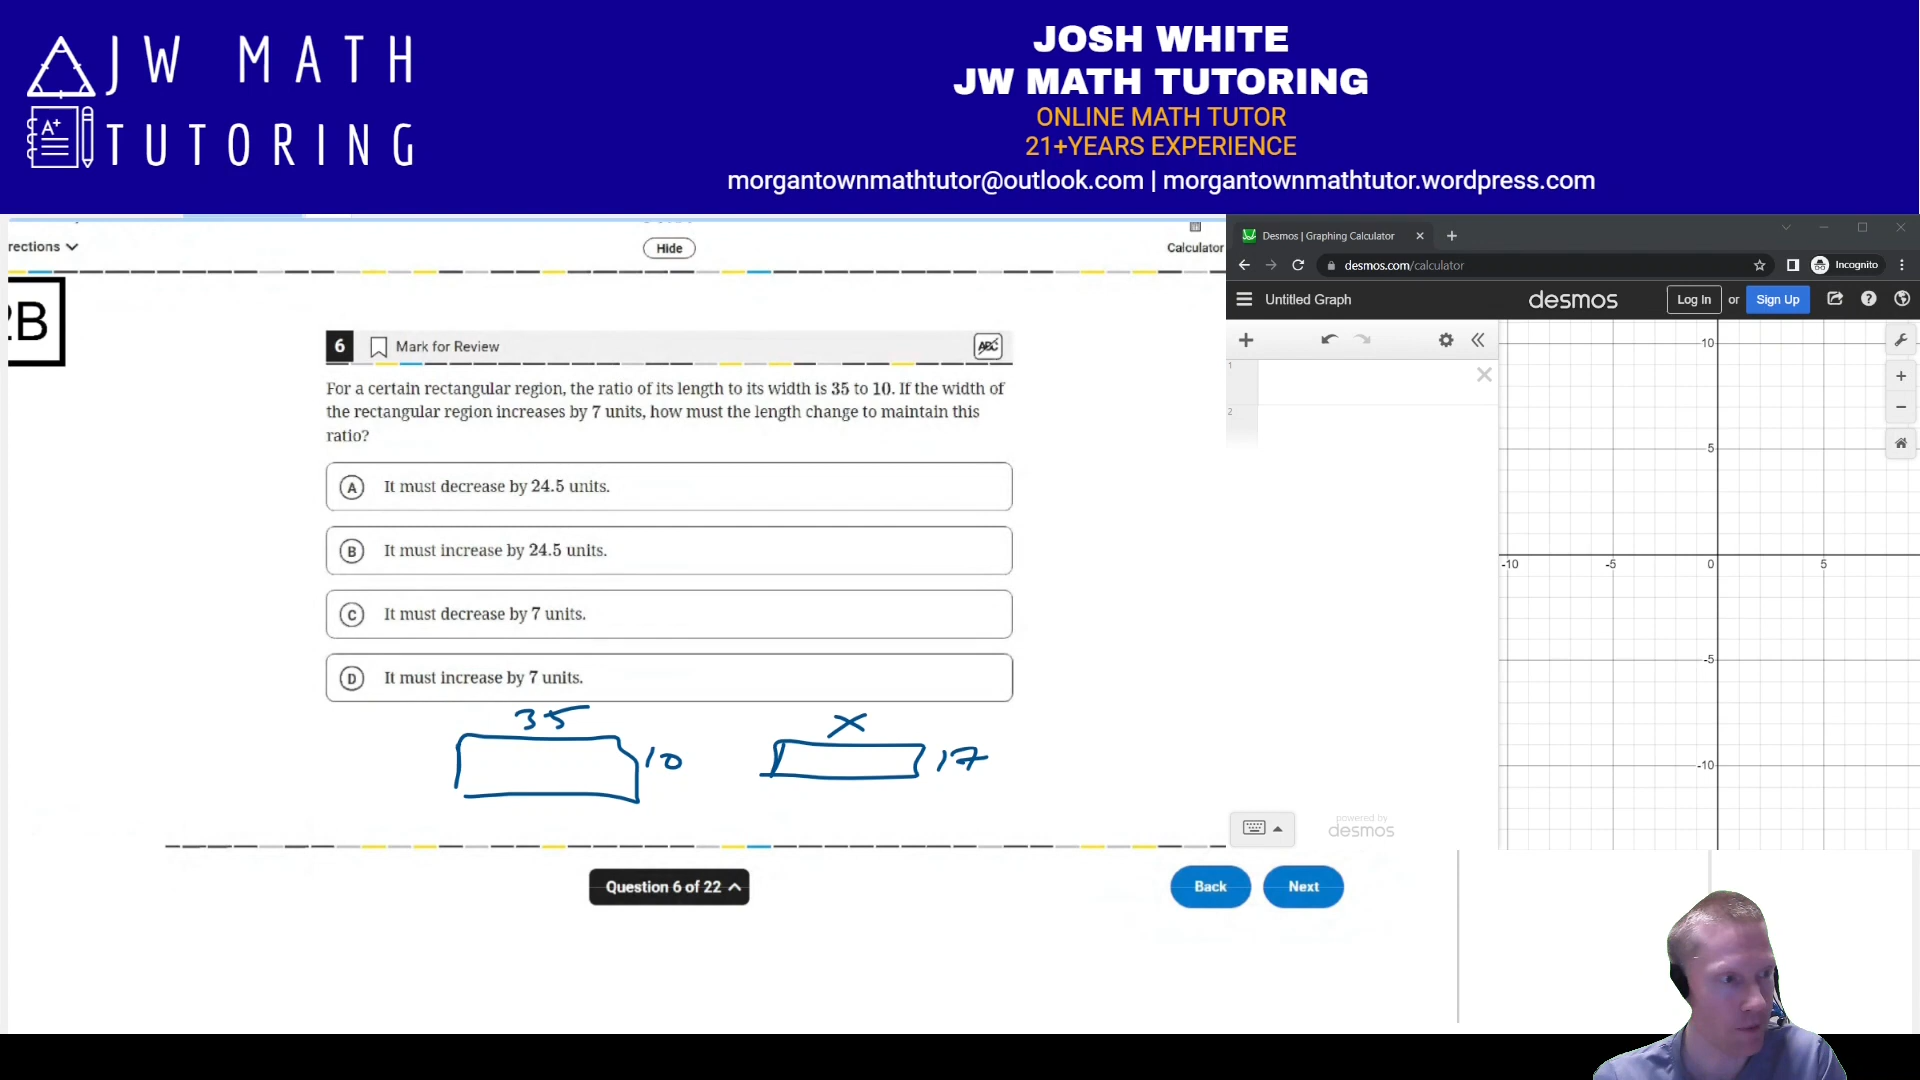 JW MATH
TUTORING
A+
JOSH WHITE
JW MATH TUTORING
ONLINE MATH TUTOR
21+YEARS EXPERIENCE
morgantownmathtutor@outlook.com | morgantownmathtutor.wordpress.com
rections
Hide
Calculator
2B
6 Mark for Review ABC
For a certain rectangular region, the ratio of its length to its width is 35 to 10. If the width of
the rectangular region increases by 7 units, how must the length change to maintain this
ratio?
A It must decrease by 24.5 units.
B It must increase by 24.5 units.
C It must decrease by 7 units.
D It must increase by 7 units.
35
10
x
17
Question 6 of 22
Back
Next
Desmos | Graphing Calculator
desmos.com/calculator
Incognito
Untitled Graph
desmos
Log In or Sign Up
1
2
10
5
-10 -5 0 5
-5
-10
powered by
desmos